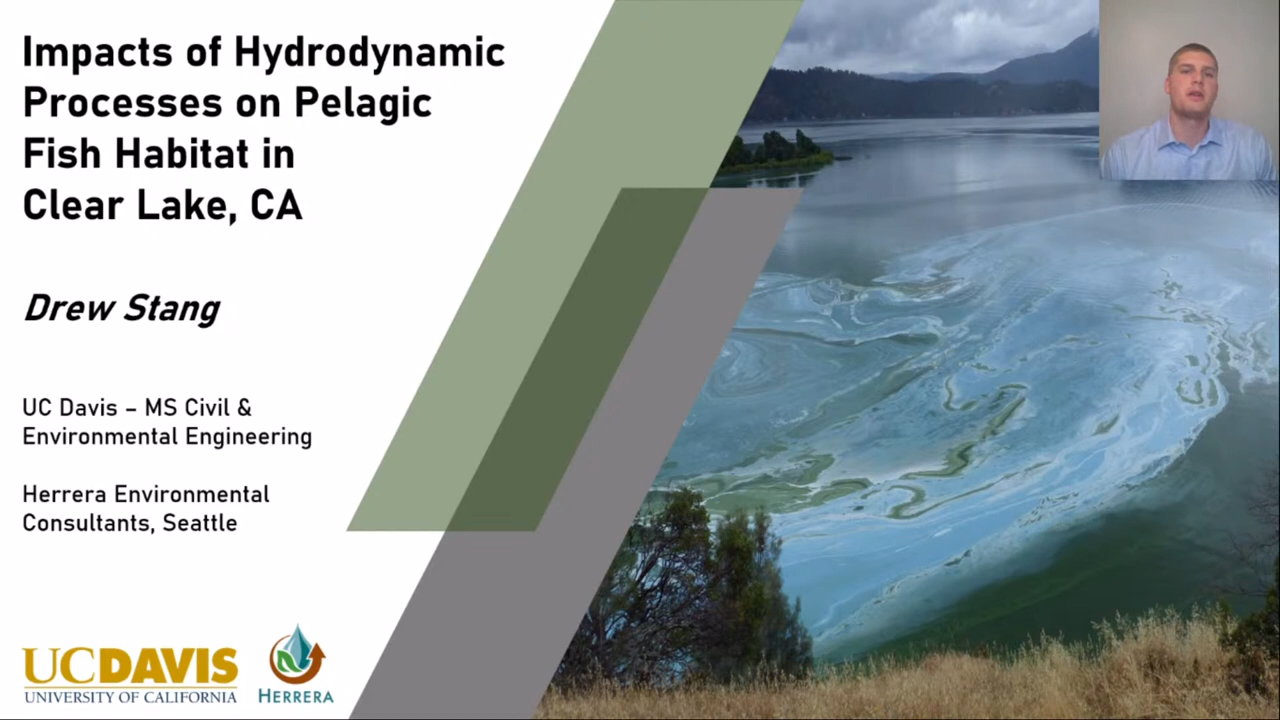 Impacts of Hydrodynamic
Processes on Pelagic
Fish Habitat in
Clear Lake, CA
Drew Stang
UC Davis – MS Civil &
Environmental Engineering
Herrera Environmental
Consultants, Seattle
UCDAVIS
UNIVERSITY OF CALIFORNIA
HERRERA